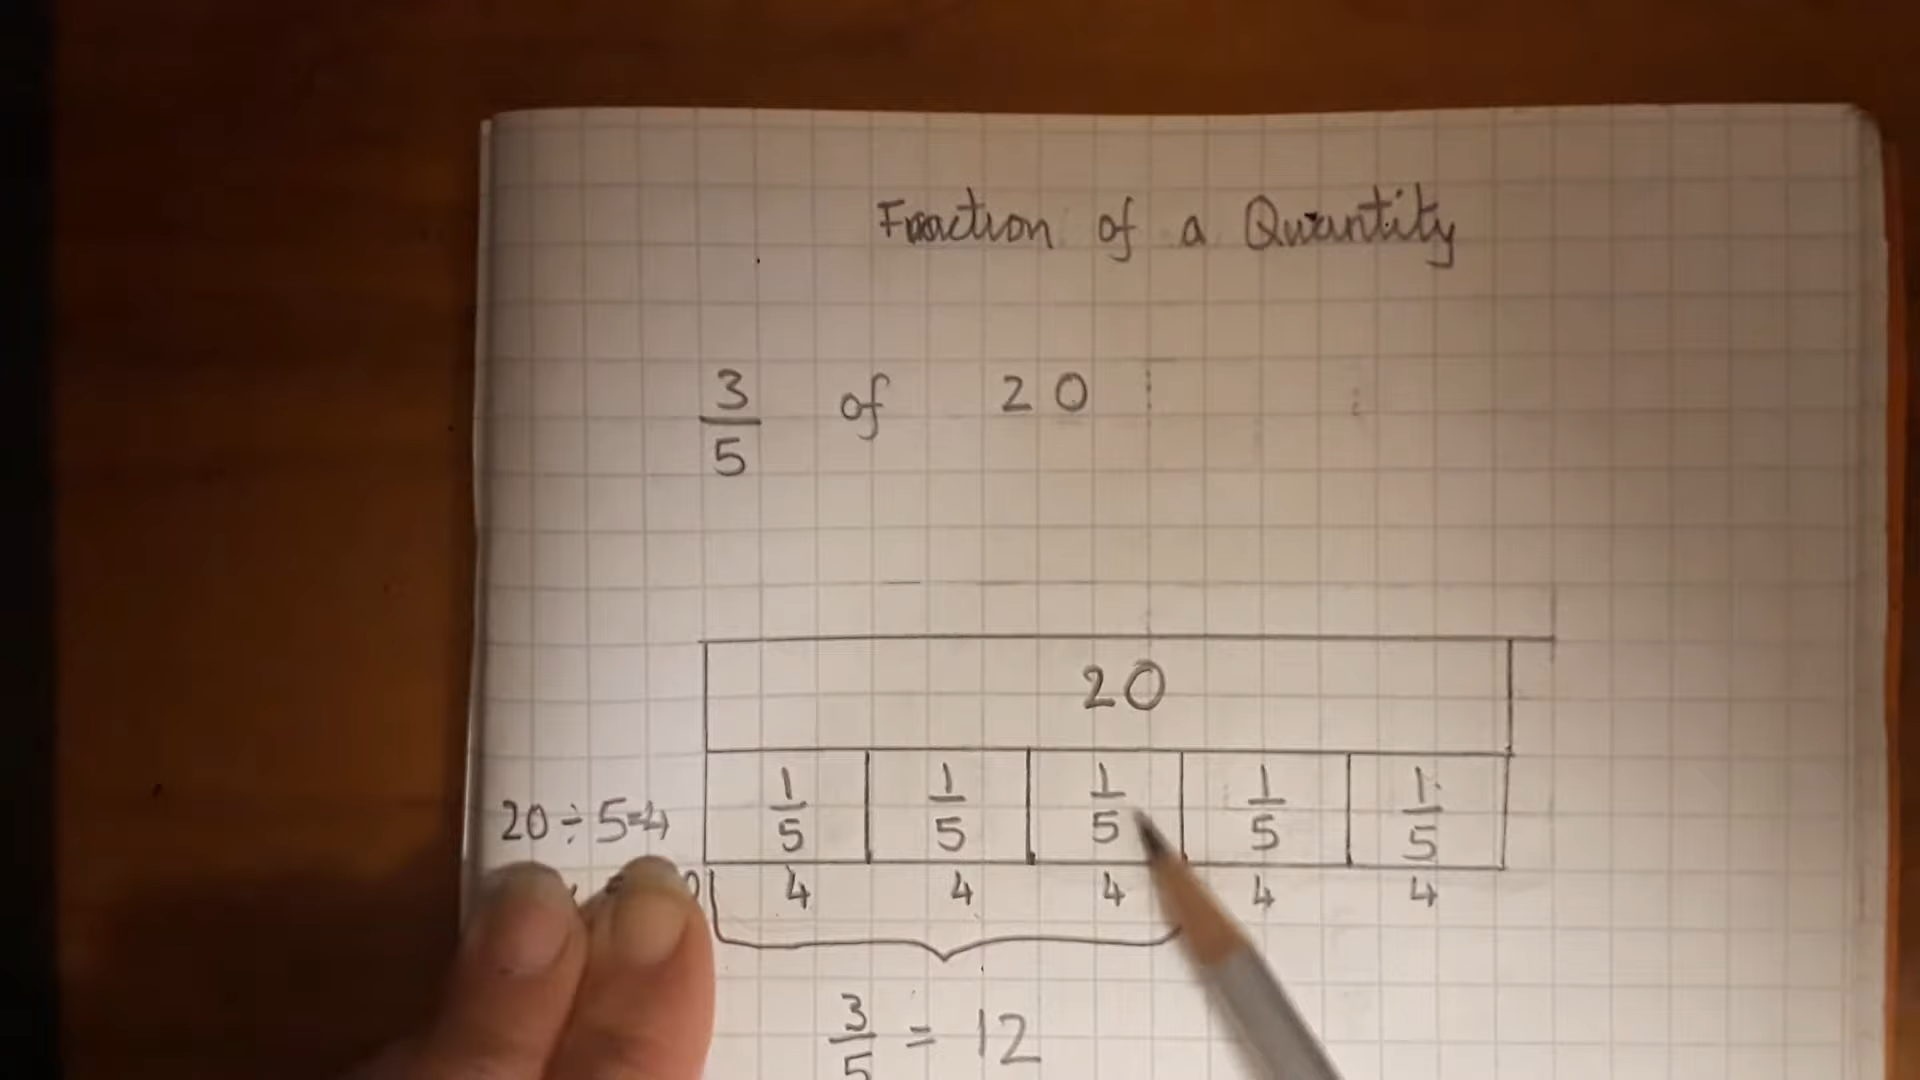 Fraction of a Quantity
3/5 of 20
20
20 ÷ 5 = 4 1/5 1/5 1/5 1/5 1/5
4 4 4 4 4
3/5 = 12